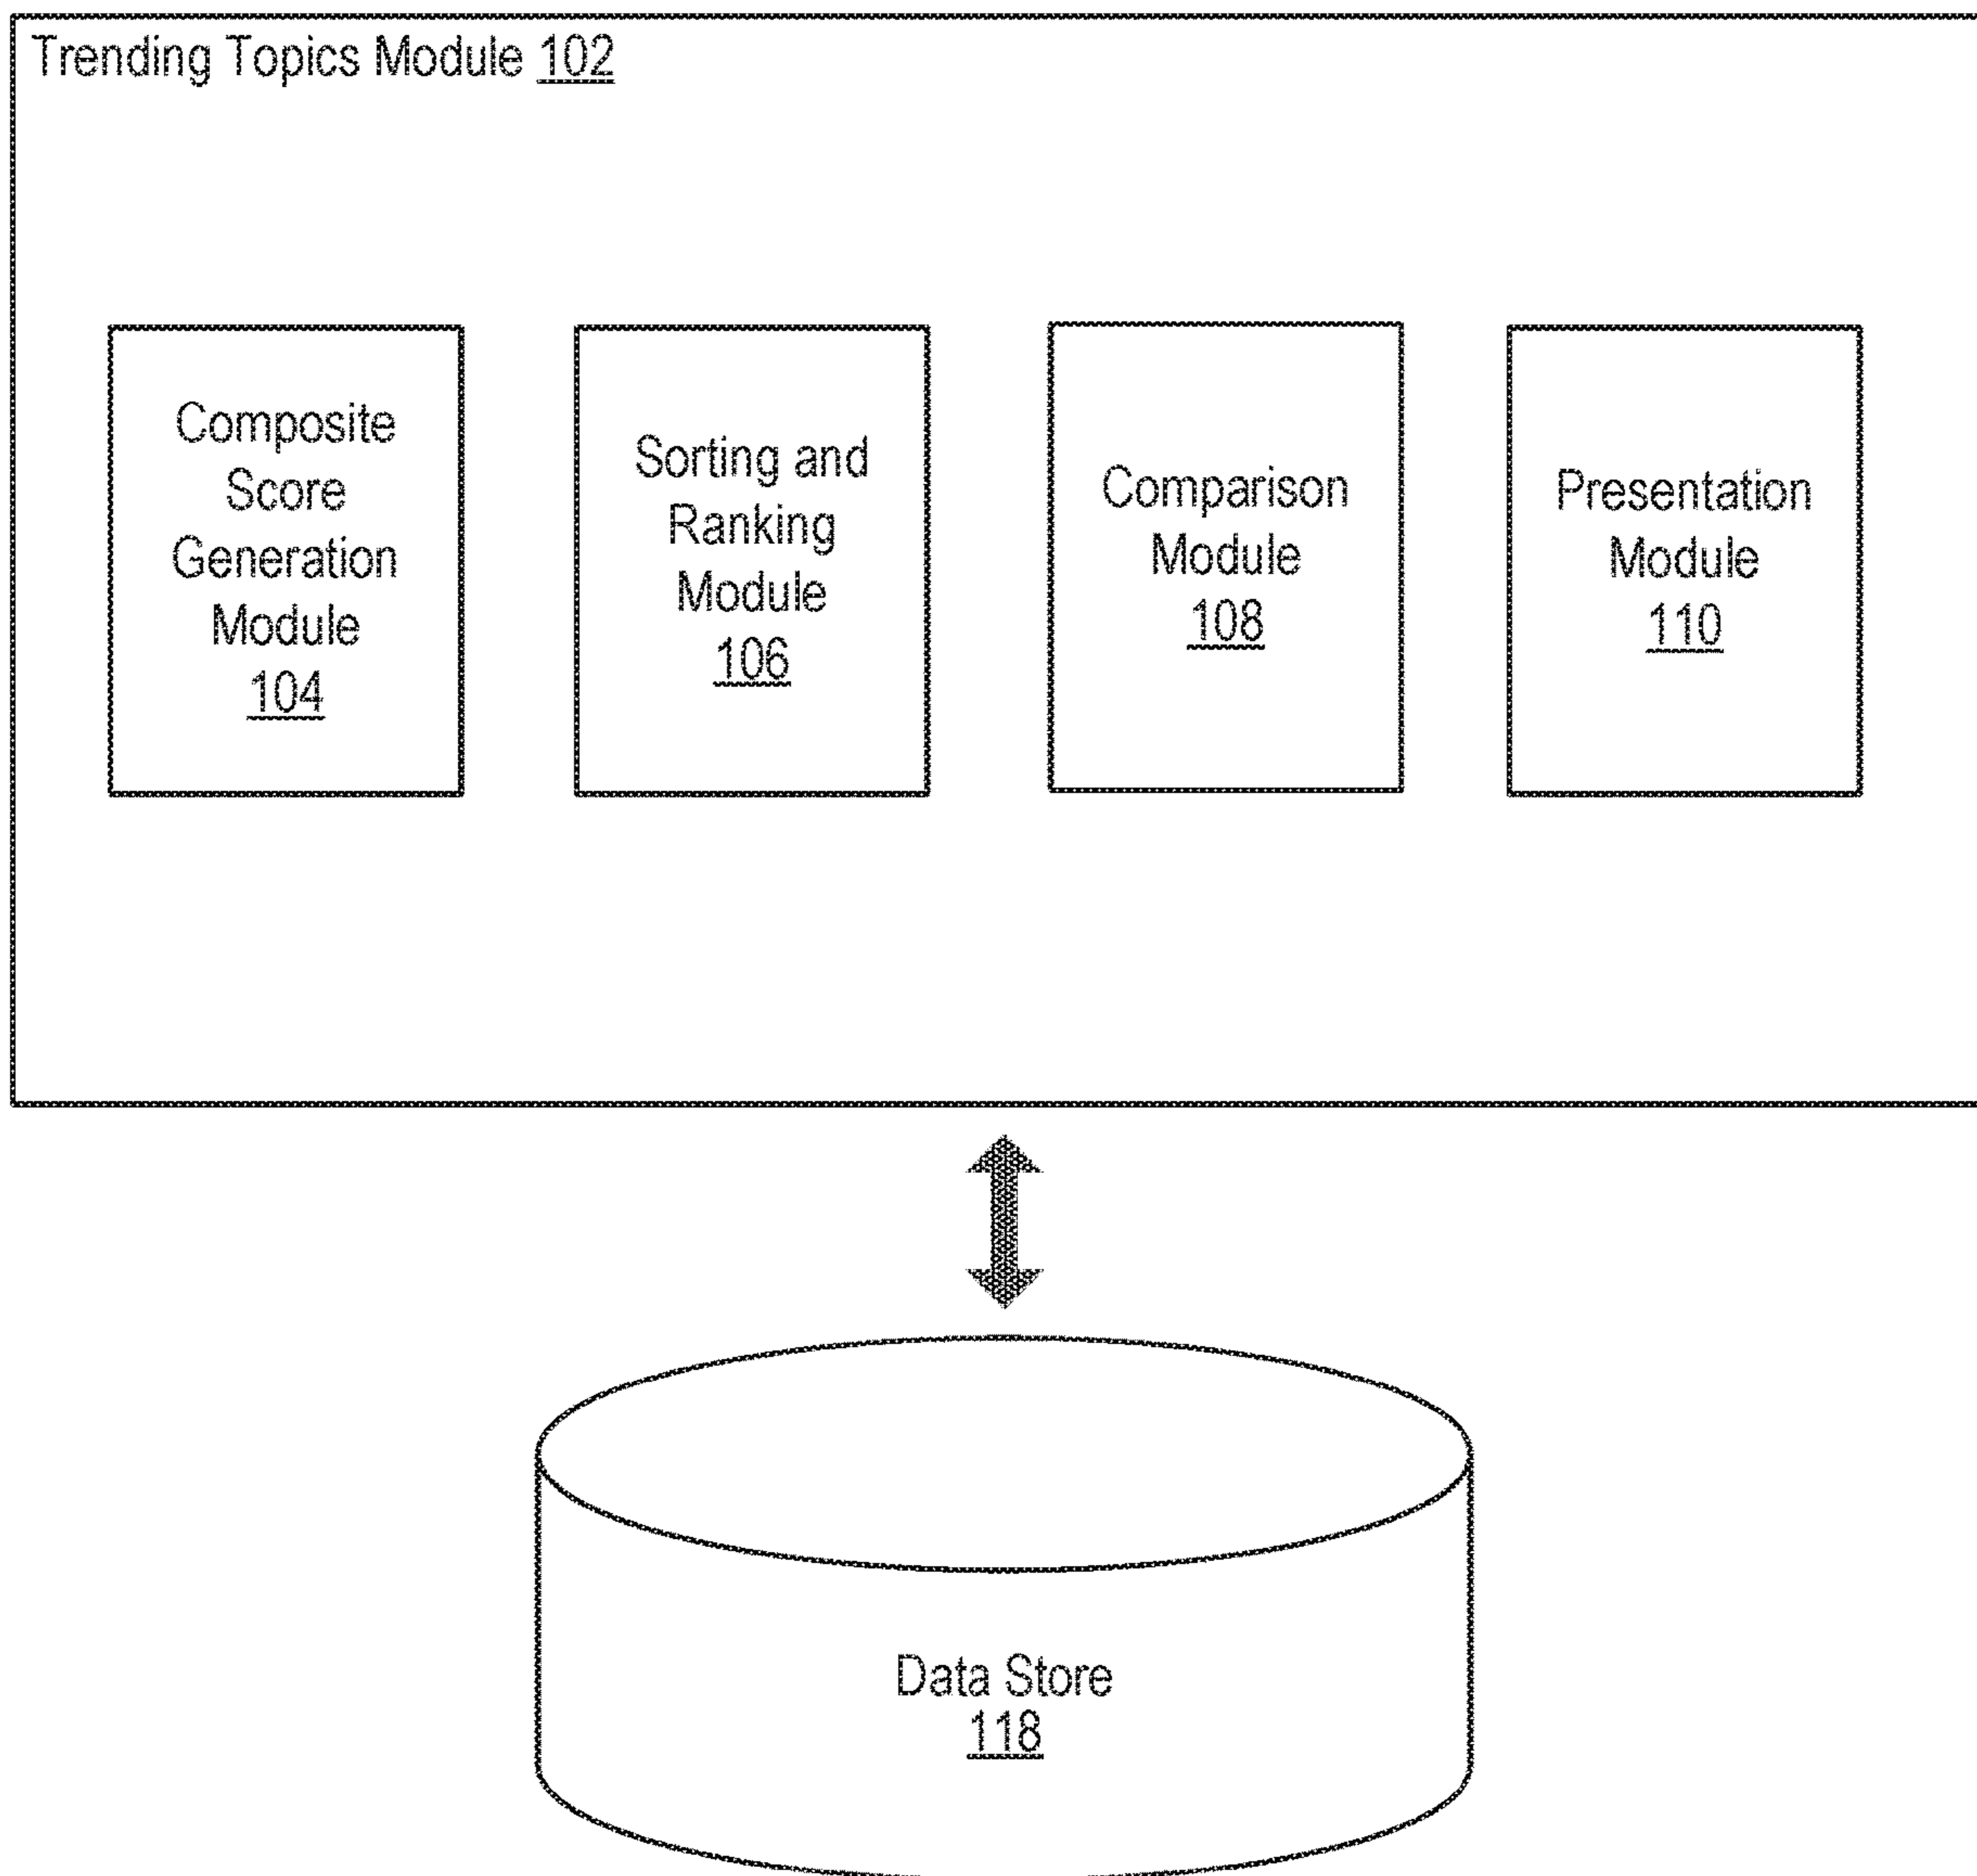 Trending Topics Module 102
Composite
Score
Generation
Module
104
Sorting and
Ranking
Module
106
Comparison
Module
108
Presentation
Module
110
Data Store
118